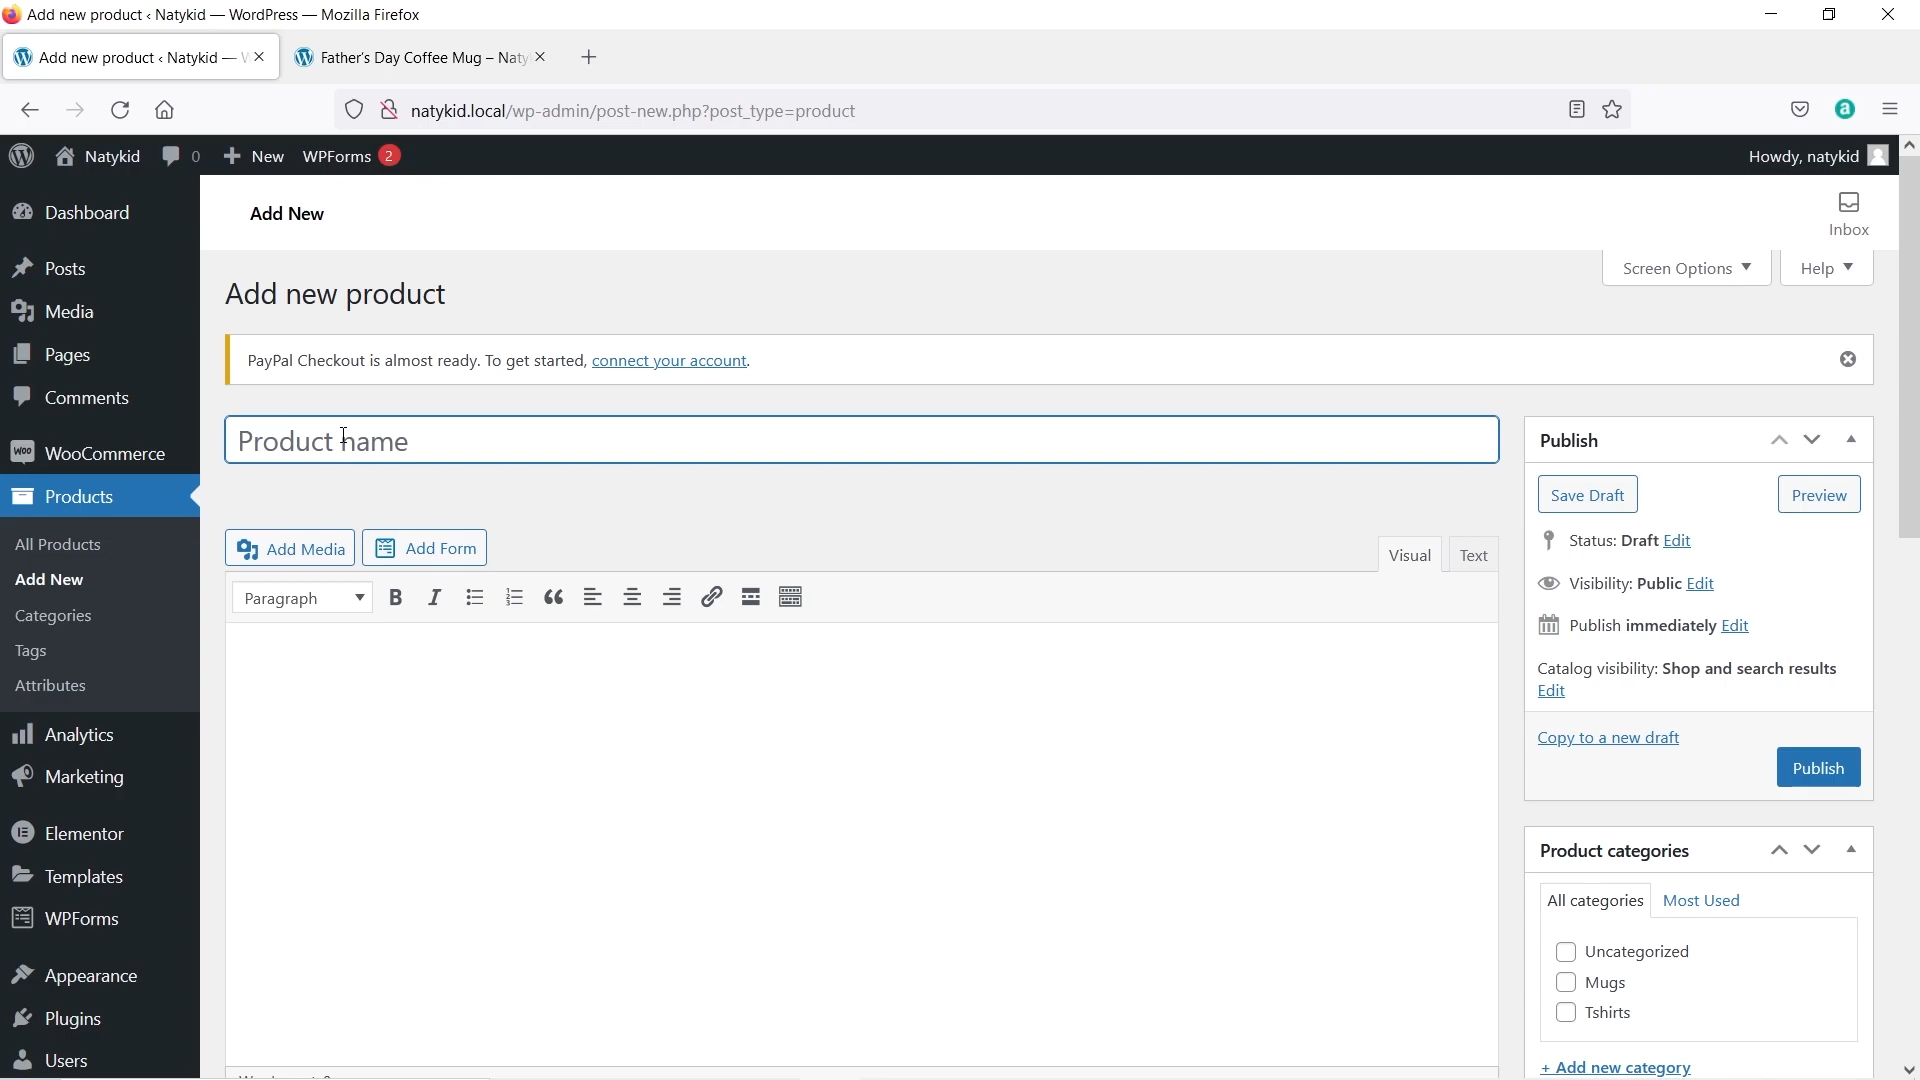 Add new product ‹ Natykid — WordPress — Mozilla Firefox
Add new product ‹ Natykid —
Father's Day Coffee Mug – Naty
natykid.local/wp-admin/post-new.php?post_type=product
Natykid
0
New
WPForms
2
Howdy, natykid
Dashboard
Posts
Media
Pages
Comments
WooCommerce
Products
All Products
Add New
Categories
Tags
Attributes
Analytics
Marketing
Elementor
Templates
WPForms
Appearance
Plugins
Users
Add New
Inbox
Screen Options
Help
Add new product
PayPal Checkout is almost ready. To get started, connect your account.
Product name
Add Media
Add Form
Visual
Text
Paragraph
Publish
Save Draft
Preview
Status: Draft Edit
Visibility: Public Edit
Publish immediately Edit
Catalog visibility: Shop and search results
Edit
Copy to a new draft
Publish
Product categories
All categories
Most Used
Uncategorized
Mugs
Tshirts
+ Add new category